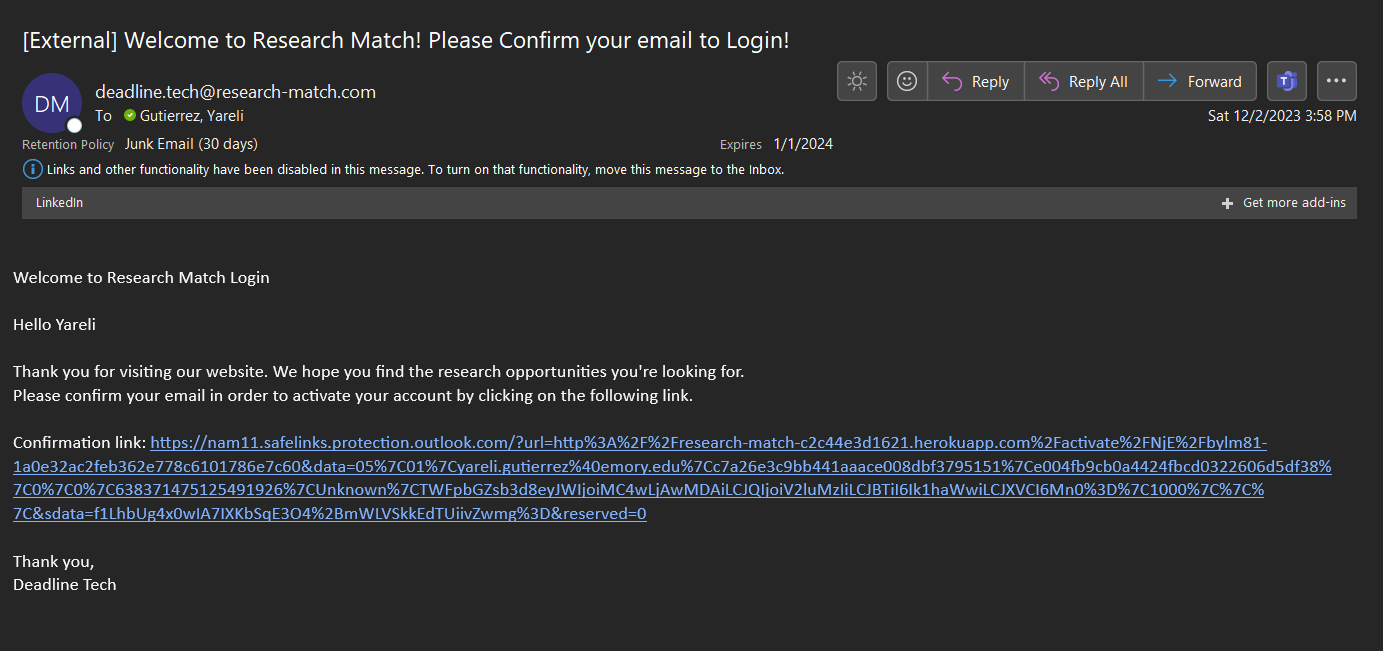 [External] Welcome to Research Match! Please Confirm your email to Login!
DM
deadline.tech@research-match.com
To Gutierrez, Yareli
Reply
Reply All
Forward
Sat 12/2/2023 3:58 PM
Retention Policy Junk Email (30 days)
Expires 1/1/2024
Links and other functionality have been disabled in this message. To turn on that functionality, move this message to the Inbox.
LinkedIn
Get more add-ins
Welcome to Research Match Login
Hello Yareli
Thank you for visiting our website. We hope you find the research opportunities you're looking for.
Please confirm your email in order to activate your account by clicking on the following link.
Confirmation link: https://nam11.safelinks.protection.outlook.com/?url=http%3A%2F%2Fresearch-match-c2c44e3d1621.herokuapp.com%2Factivate%2FNjE%2Fbylm81-
1a0e32ac2feb362e778c6101786e7c60&data=05%7C01%7Cyareli.gutierrez%40emory.edu%7Cc7a26e3c9bb441aaace008dbf3795151%7Ce004fb9cb0a4424fbcd0322606d5df38%
7C0%7C0%7C638371475125491926%7CUnknown%7CTWFpbGZsb3d8eyJWIjoiMC4wLjAwMDAiLCJQIjoiV2luMzIiLCJBTiI6Ik1haWwiLCJXVCI6Mn0%3D%7C1000%7C%7C%
7C&sdata=f1LhbUg4x0wIA7IXKbSqE3O4%2BmWLVSkkEdTUiivZwmg%3D&reserved=0
Thank you,
Deadline Tech